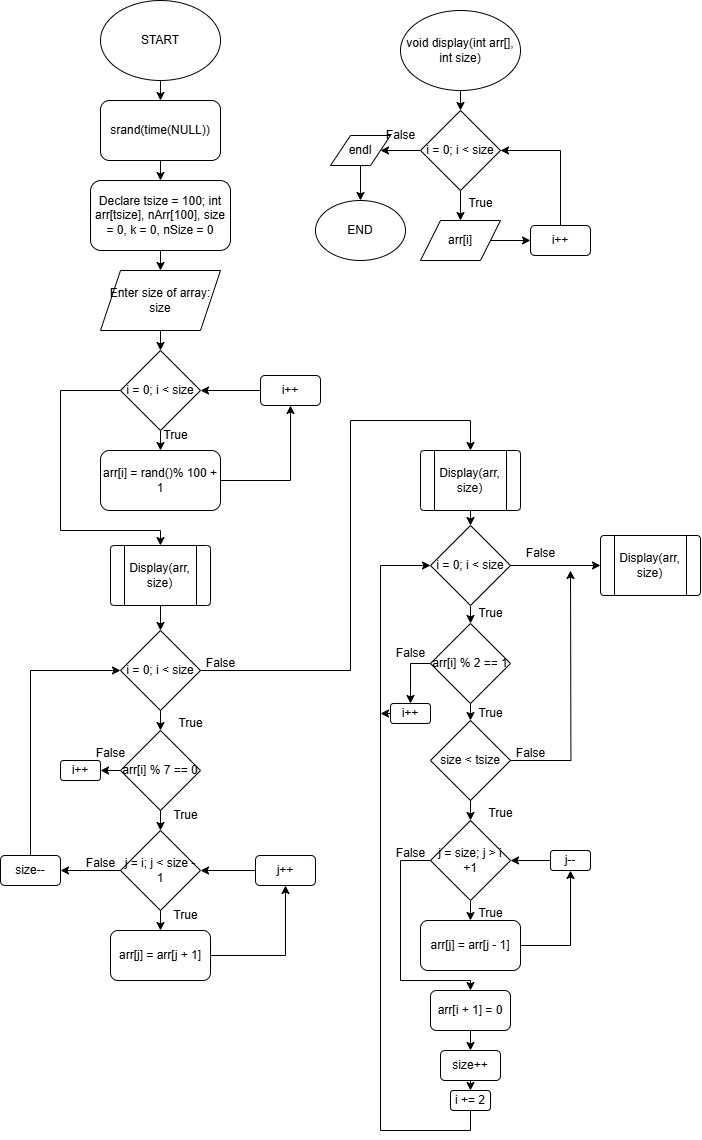 START
srand(time(NULL))
Declare tsize = 100; int
arr[tsize], nArr[100], size
= 0, k = 0, nSize = 0
Enter size of array:
size
i = 0; i < size
i++
True
arr[i] = rand()% 100 +
1
Display(arr,
size)
i = 0; i < size
False
True
arr[i] % 7 == 0
False
i++
True
j = i; j < size -
1
False
size--
j++
True
arr[j] = arr[j + 1]
void display(int arr[],
int size)
i = 0; i < size
False
endl
END
True
arr[i]
i++
Display(arr,
size)
i = 0; i < size
False
Display(arr,
size)
True
arr[i] % 2 == 1
False
i++
True
size < tsize
False
True
j = size; j > i
+1
False
j--
True
arr[j] = arr[j - 1]
arr[i + 1] = 0
size++
i += 2